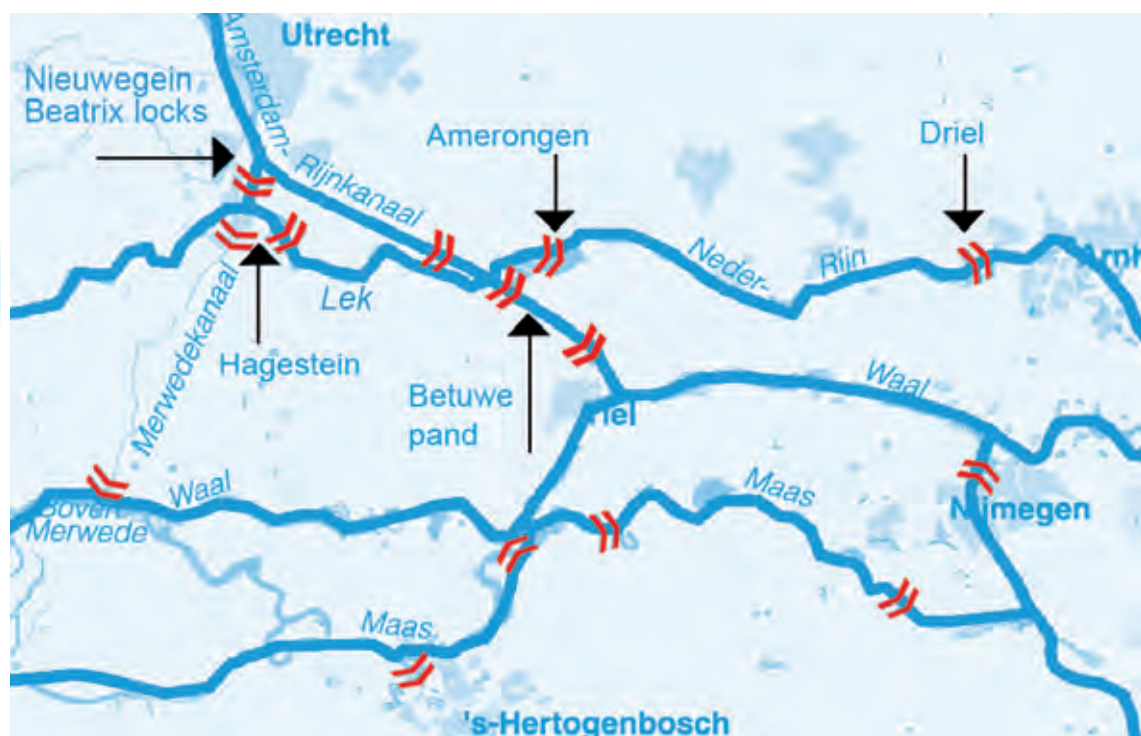 Utrecht
Amsterdam-
Nieuwegein
Beatrix locks
Amerongen
Driel
Rijnkanaal
Neder-
Rijn
Arnh
Lek
Hagestein
Merwedekanaal
Betuwe
pand
Waal
Waal
Maas
Nijmegen
Merwede
Maas
's-Hertogenbosch